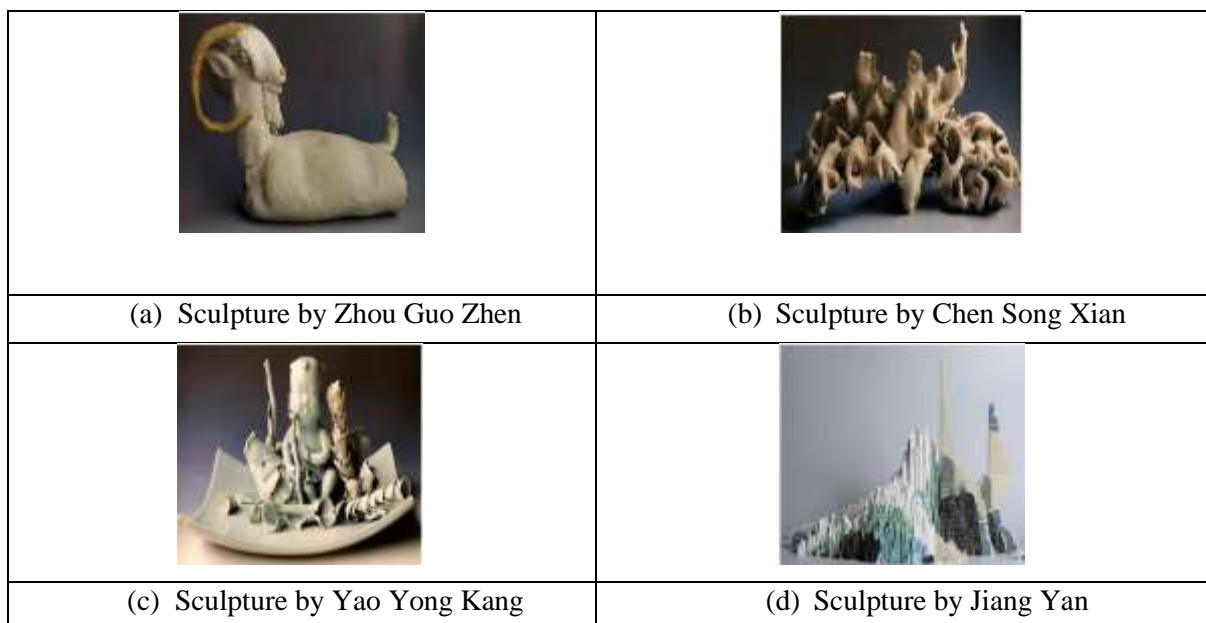 (a) Sculpture by Zhou Guo Zhen
(b) Sculpture by Chen Song Xian
(c) Sculpture by Yao Yong Kang
(d) Sculpture by Jiang Yan